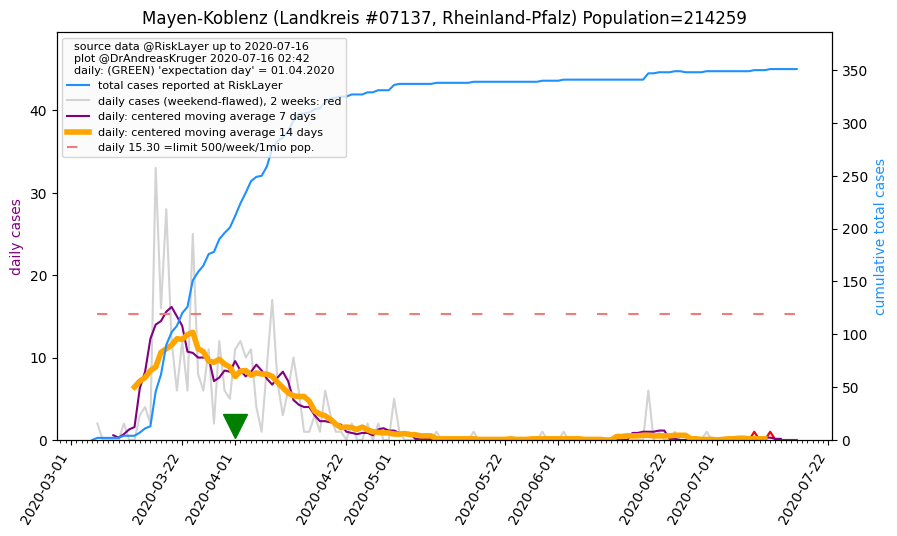 Mayen-Koblenz (Landkreis #07137, Rheinland-Pfalz) Population=214259
source data @RiskLayer up to 2020-07-16
plot @DrAndreasKruger 2020-07-16 02:42
daily: (GREEN) 'expectation day' = 01.04.2020
total cases reported at RiskLayer
daily cases (weekend-flawed), 2 weeks: red
daily: centered moving average 7 days
daily: centered moving average 14 days
daily 15.30 =limit 500/week/1mio pop.
daily cases
40
30
20
10
0
cumulative total cases
350
300
250
200
150
100
50
0
2020-03-01
2020-03-22
2020-04-01
2020-04-22
2020-05-01
2020-05-22
2020-06-01
2020-06-22
2020-07-01
2020-07-22